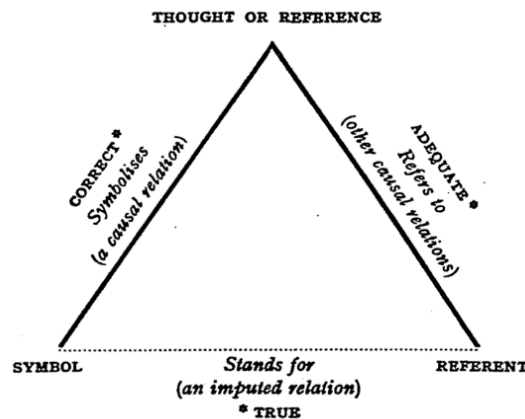 THOUGHT OR REFERENCE
CORRECT*
Symbolises
(a causal relation)
ADEQUATE*
Refers to
(other causal relations)
SYMBOL
REFERENT
Stands for
(an imputed relation)
* TRUE